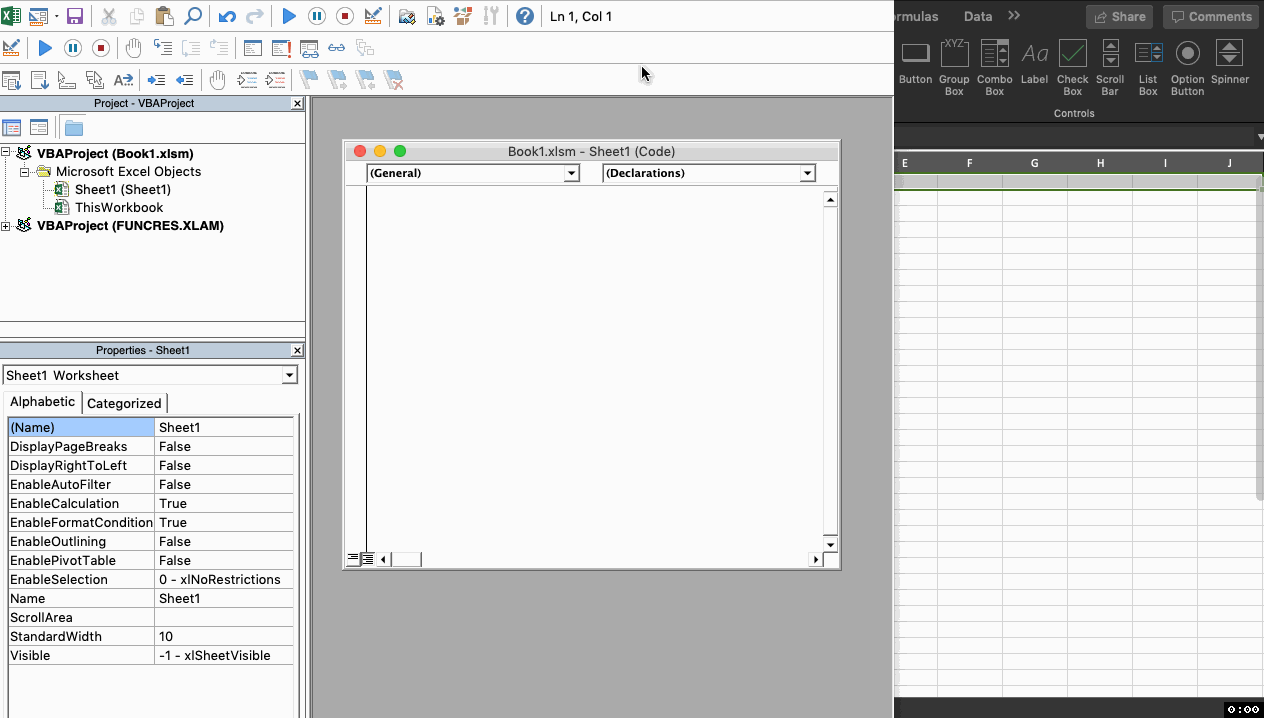 Ln 1, Col 1
Project - VBAProject
VBAProject (Book1.xlsm)
Microsoft Excel Objects
Sheet1 (Sheet1)
ThisWorkbook
VBAProject (FUNCRES.XLAM)
Properties - Sheet1
Sheet1 Worksheet
Alphabetic Categorized
(Name) Sheet1
DisplayPageBreaks False
DisplayRightToLeft False
EnableAutoFilter False
EnableCalculation True
EnableFormatCondition True
EnableOutlining False
EnablePivotTable False
EnableSelection 0 - xlNoRestrictions
Name Sheet1
ScrollArea
StandardWidth 10
Visible -1 - xlSheetVisible
Book1.xlsm - Sheet1 (Code)
(General) (Declarations)
ormulas Data >> Share Comments
XYZ Aa
Button Group Box Combo Box Label Check Box Scroll Bar List Box Option Button Spinner
Controls
E F G H I J
0:00